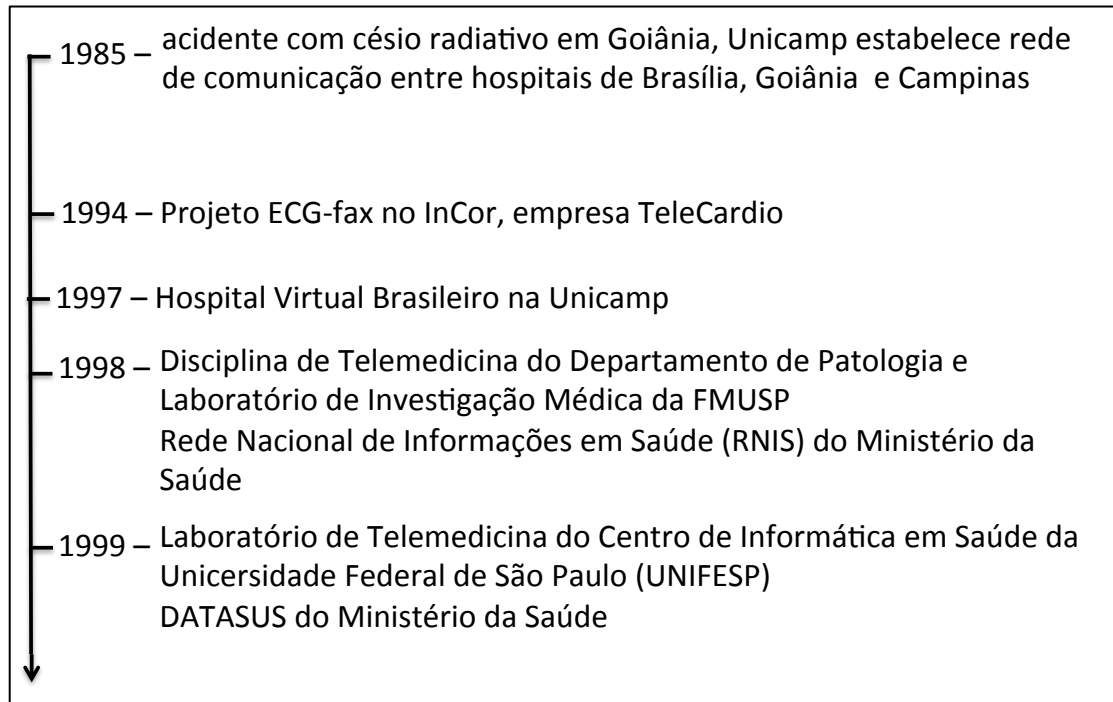 1985 – acidente com césio radiativo em Goiânia, Unicamp estabelece rede
de comunicação entre hospitais de Brasília, Goiânia e Campinas
1994 – Projeto ECG-fax no InCor, empresa TeleCardio
1997 – Hospital Virtual Brasileiro na Unicamp
1998 – Disciplina de Telemedicina do Departamento de Patologia e
Laboratório de Investigação Médica da FMUSP
Rede Nacional de Informações em Saúde (RNIS) do Ministério da
Saúde
1999 – Laboratório de Telemedicina do Centro de Informática em Saúde da
Unicersidade Federal de São Paulo (UNIFESP)
DATASUS do Ministério da Saúde